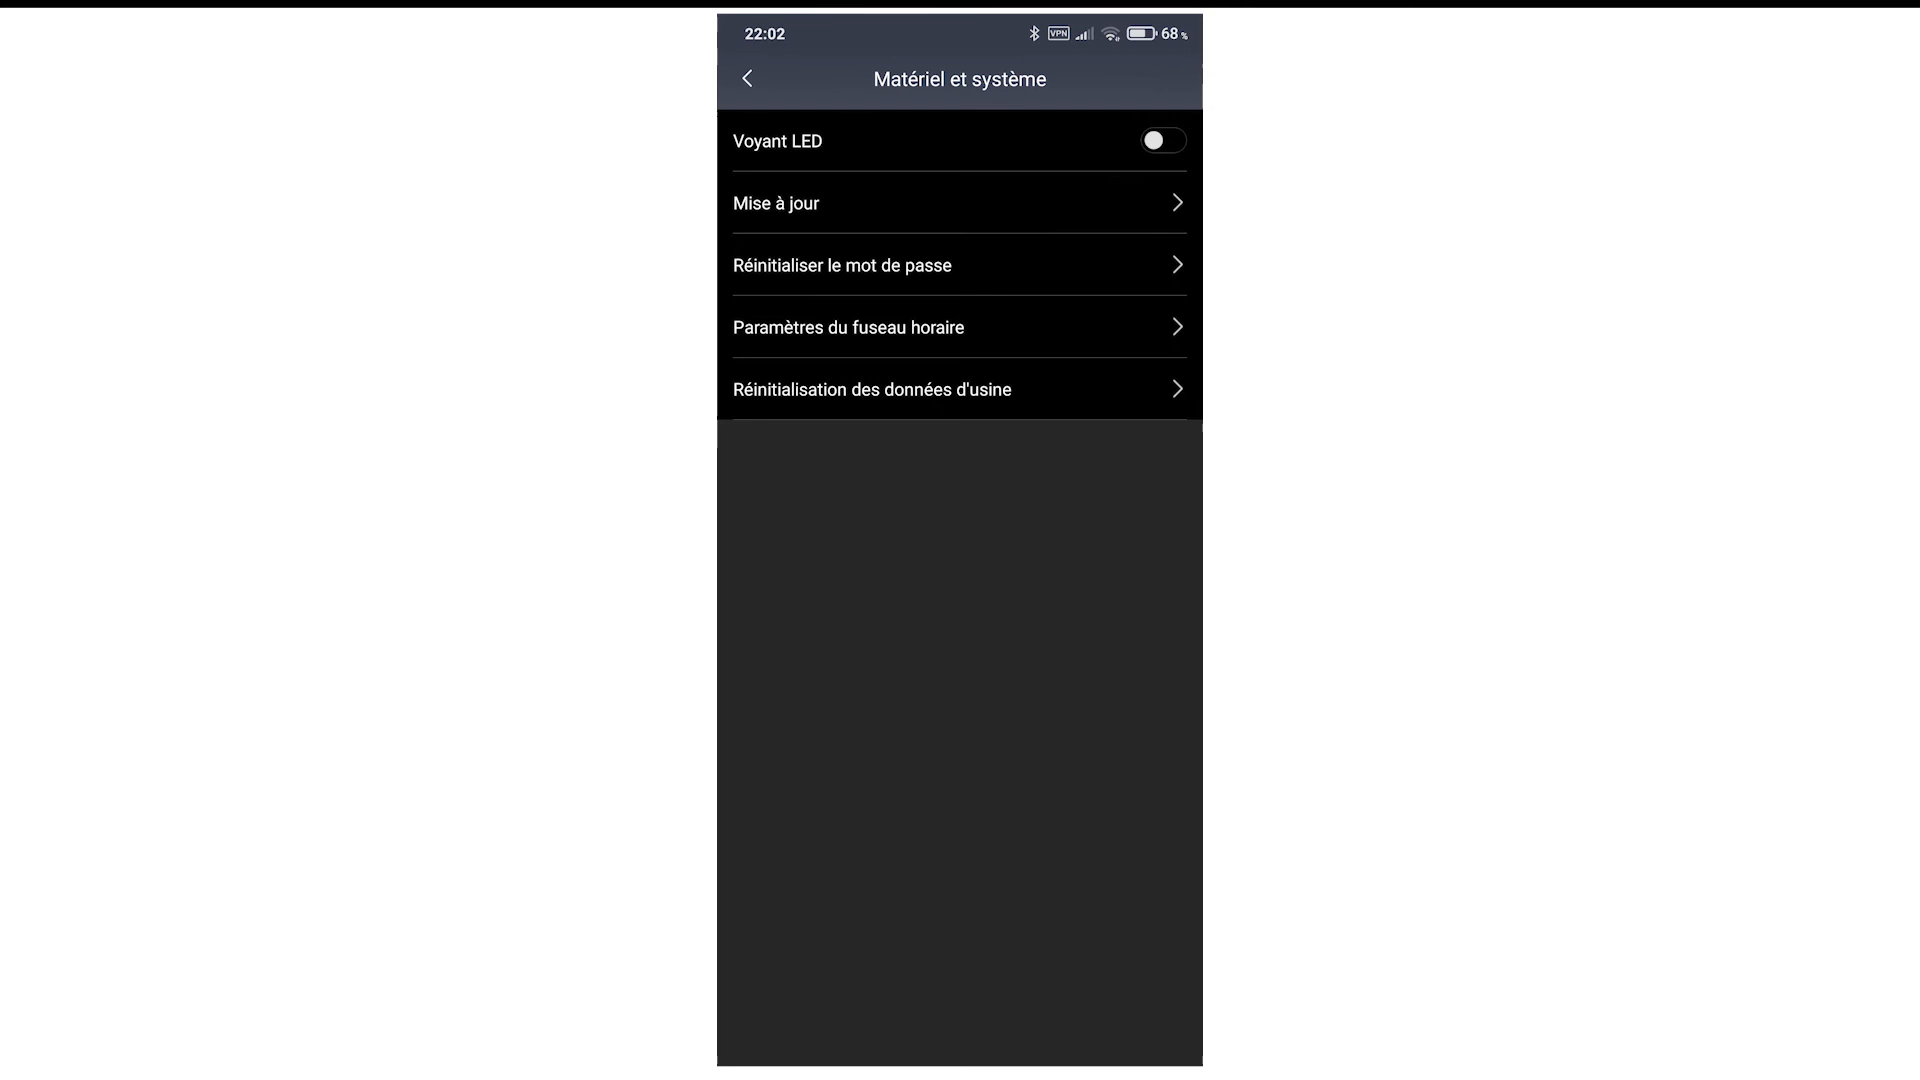 22:02 VPN 68 %
Matériel et système
Voyant LED
Mise à jour
Réinitialiser le mot de passe
Paramètres du fuseau horaire
Réinitialisation des données d'usine